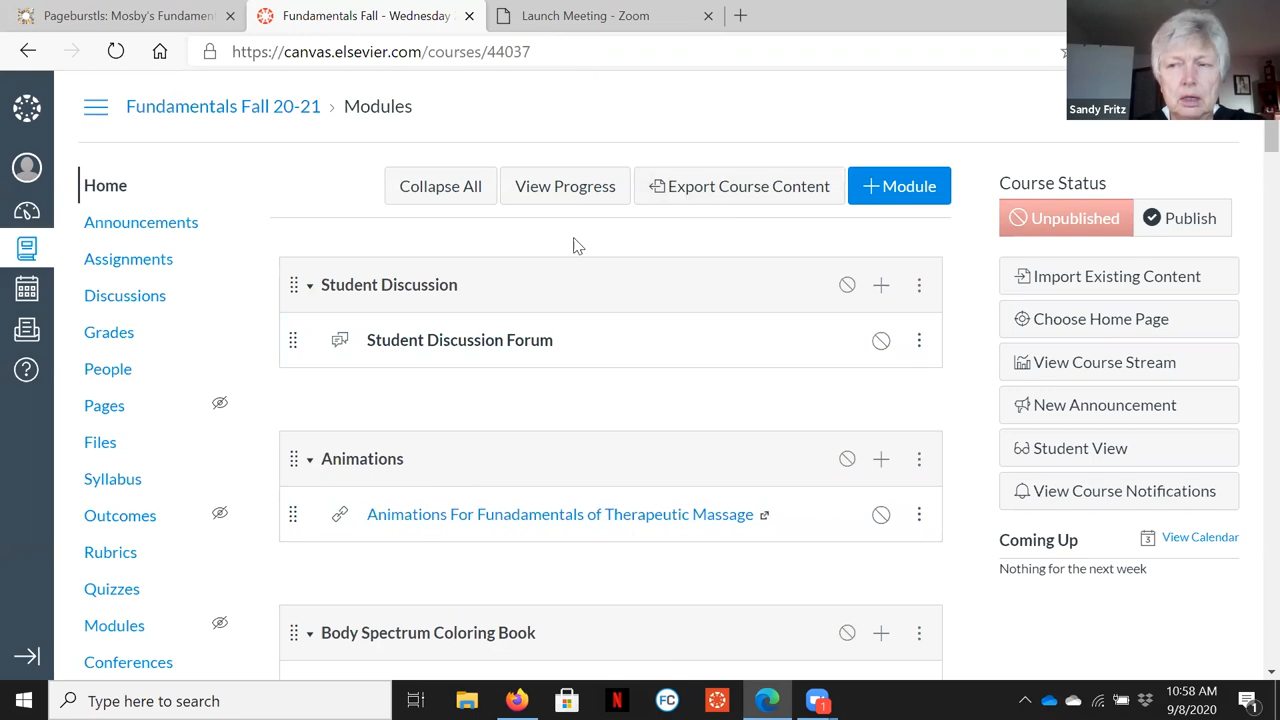 Pageburstls: Mosby's Fundament
Fundamentals Fall - Wednesday
Launch Meeting - Zoom
https://canvas.elsevier.com/courses/44037
Sandy Fritz
Fundamentals Fall 20-21 › Modules
Home
Announcements
Assignments
Discussions
Grades
People
Pages
Files
Syllabus
Outcomes
Rubrics
Quizzes
Modules
Conferences
Collapse All
View Progress
Export Course Content
+ Module
Student Discussion
Student Discussion Forum
Animations
Animations For Funadamentals of Therapeutic Massage
Body Spectrum Coloring Book
Course Status
Unpublished
Publish
Import Existing Content
Choose Home Page
View Course Stream
New Announcement
Student View
View Course Notifications
Coming Up
3
View Calendar
Nothing for the next week
Type here to search
N
FC
1
10:58 AM
9/8/2020
1